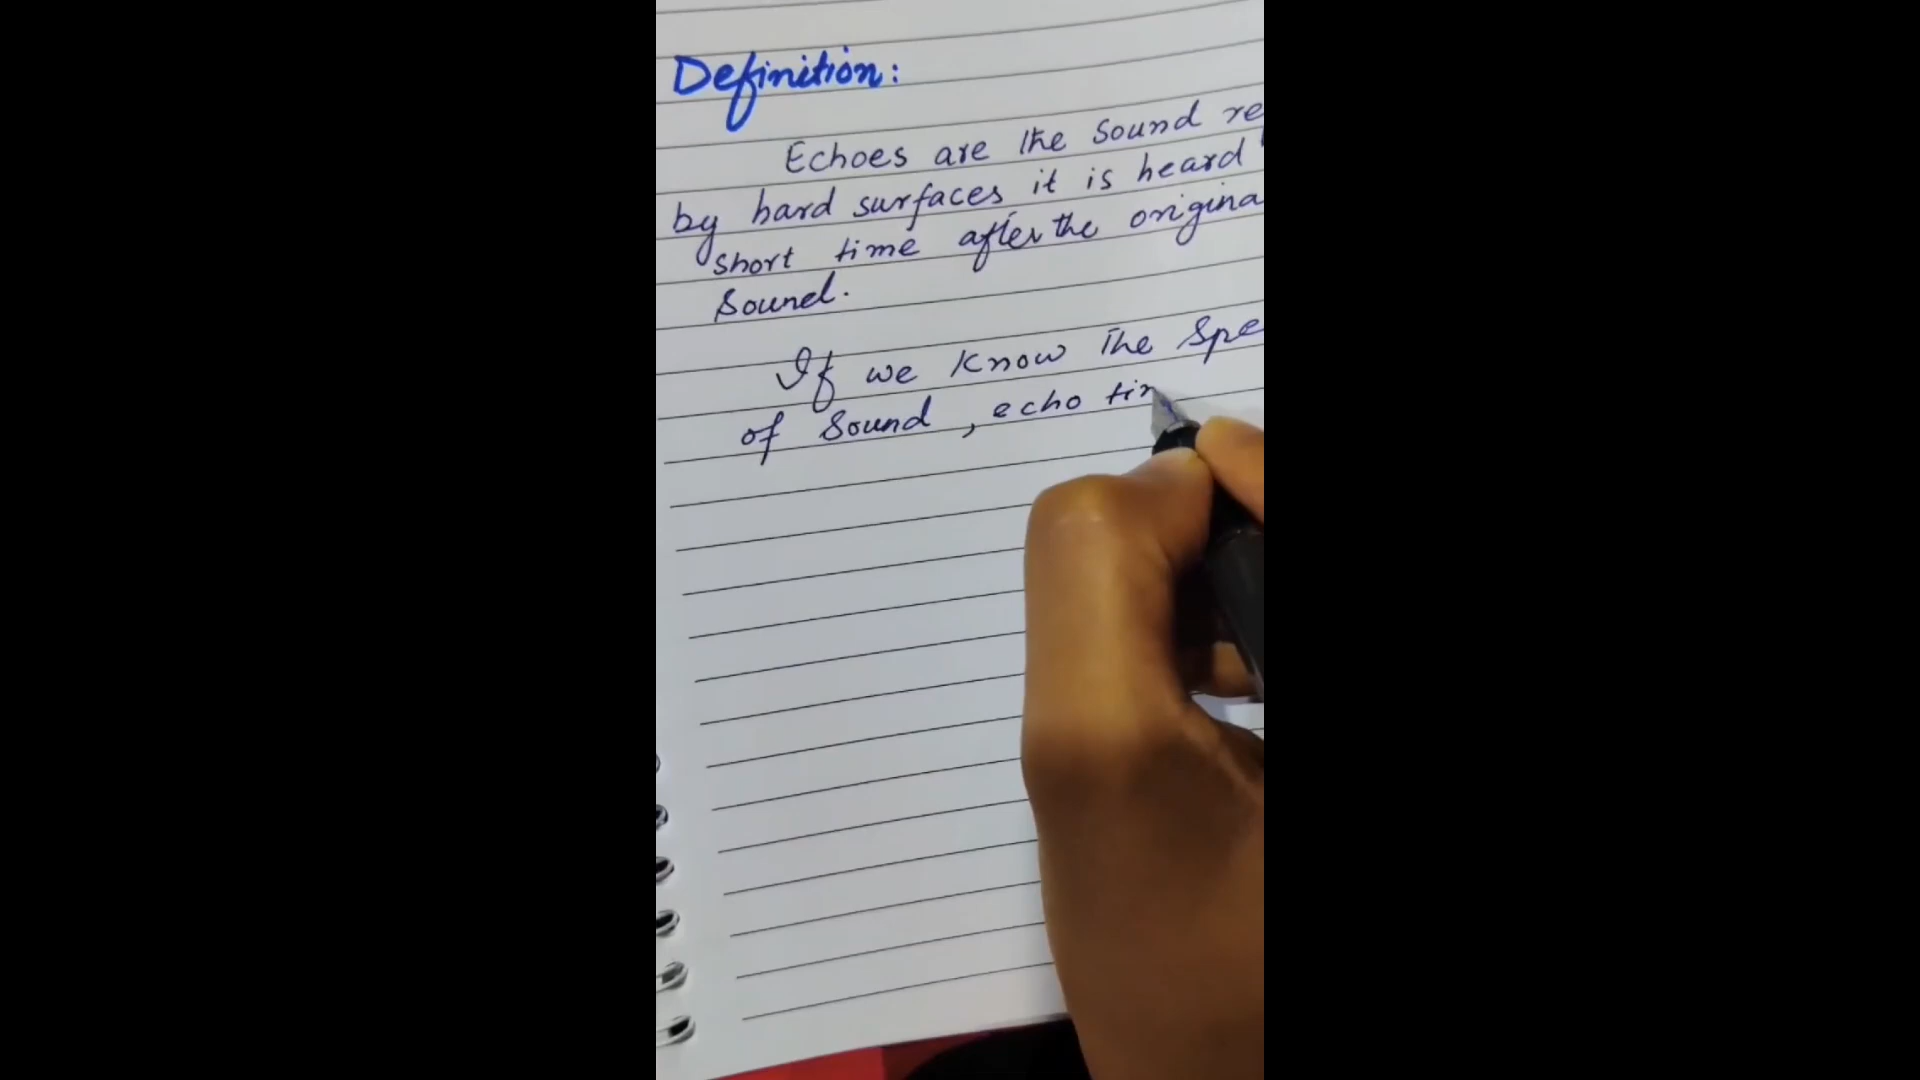 Definition:
Echoes are the Sound re
by hard surfaces it is heard
short time after the origina
Sound.
If we know The Spe
of Sound, echo tim